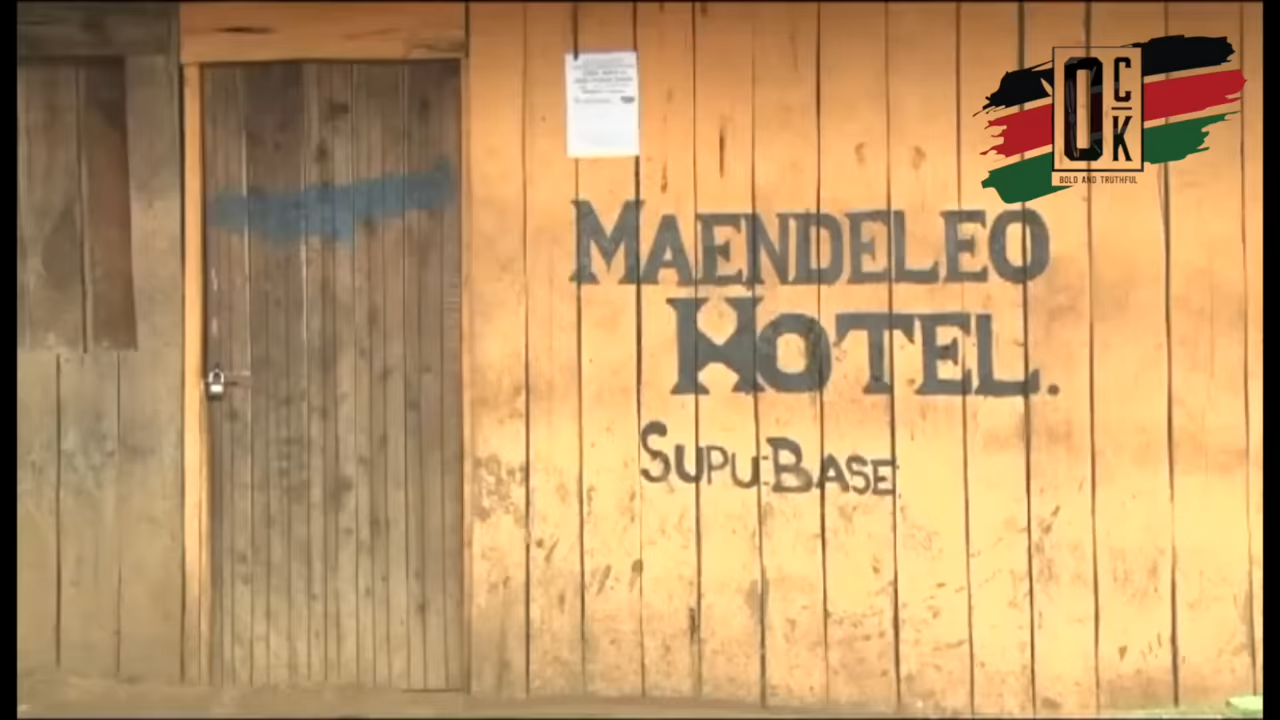 MAENDELEO
HOTEL.
SUPU-BASE
OCK
BOLD AND TRUTHFUL